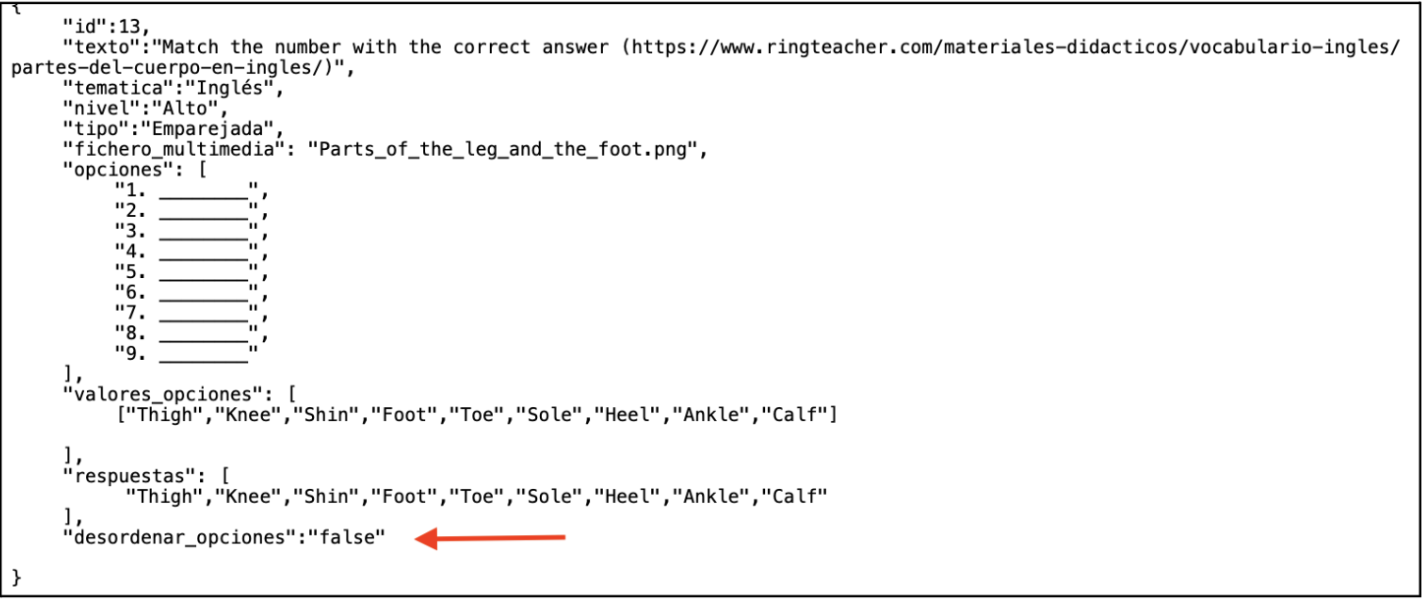 {
"id":13,
"texto":"Match the number with the correct answer (https://www.ringteacher.com/materiales-didacticos/vocabulario-ingles/
partes-del-cuerpo-en-ingles/)",
"tematica":"Inglés",
"nivel":"Alto",
"tipo":"Emparejada",
"fichero_multimedia": "Parts_of_the_leg_and_the_foot.png",
"opciones": [
"1. ________",
"2. ________",
"3. ________",
"4. ________",
"5. ________",
"6. ________",
"7. ________",
"8. ________",
"9. ________"
],
"valores_opciones": [
["Thigh","Knee","Shin","Foot","Toe","Sole","Heel","Ankle","Calf"]
],
"respuestas": [
"Thigh","Knee","Shin","Foot","Toe","Sole","Heel","Ankle","Calf"
],
"desordenar_opciones":"false"
}